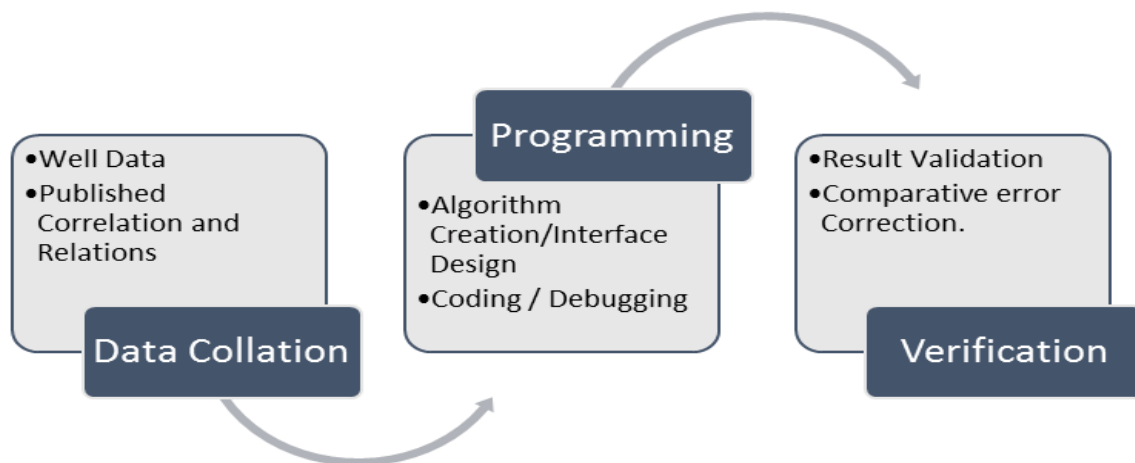 •Well Data
•Published
Correlation and
Relations
Data Collation
Programming
•Algorithm
Creation/Interface
Design
•Coding / Debugging
•Result Validation
•Comparative error
Correction.
Verification